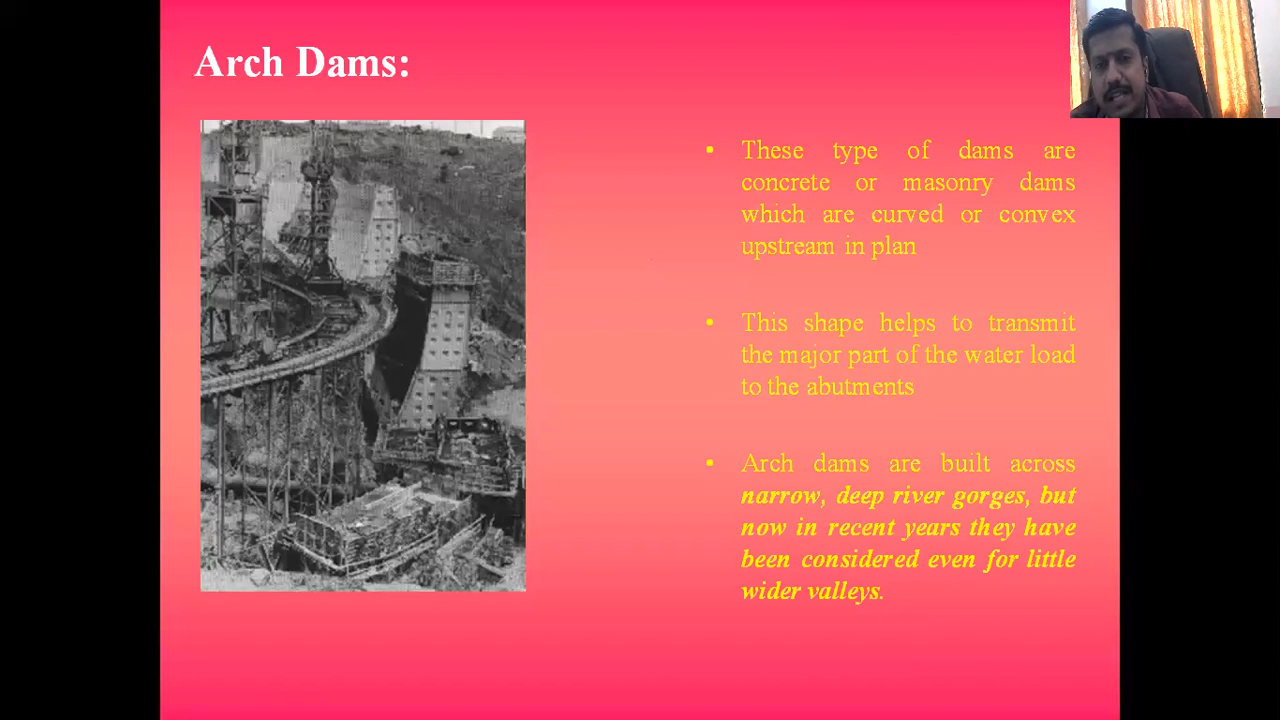 Arch Dams:
• These type of dams are
concrete or masonry dams
which are curved or convex
upstream in plan
• This shape helps to transmit
the major part of the water load
to the abutments
• Arch dams are built across
narrow, deep river gorges, but
now in recent years they have
been considered even for little
wider valleys.